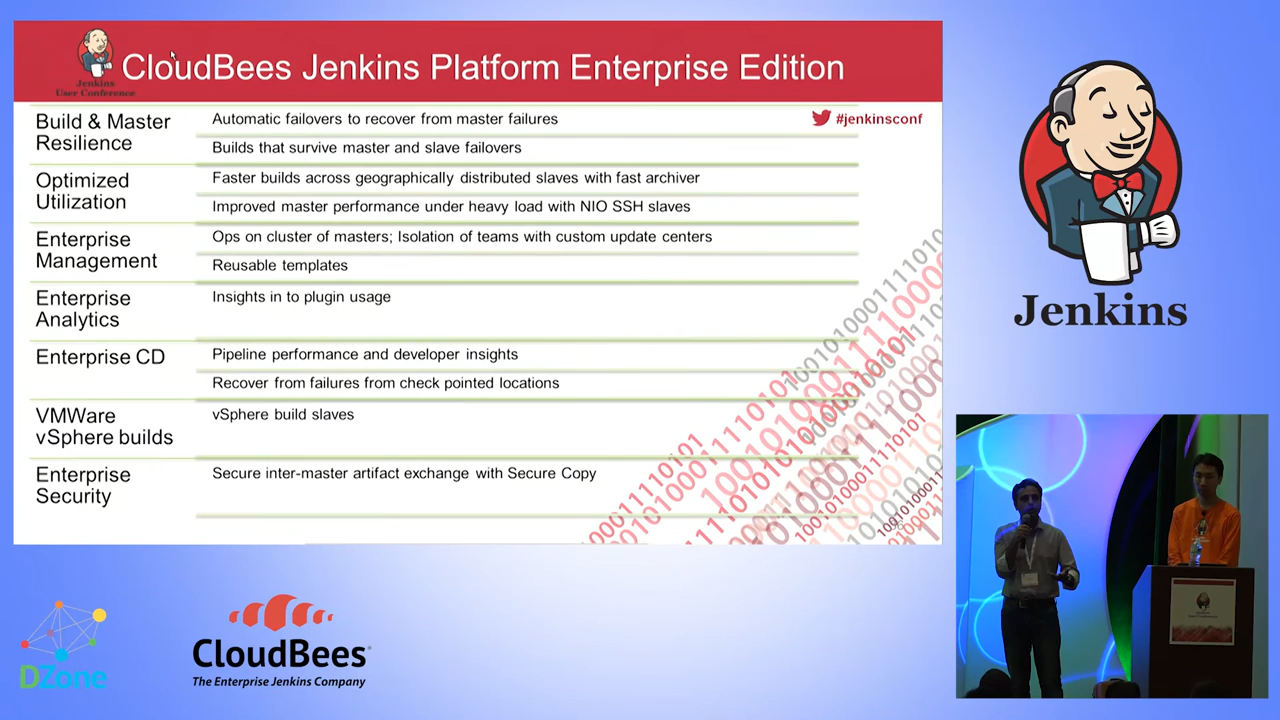 CloudBees Jenkins Platform Enterprise Edition
Jenkins
User Conference
#jenkinsconf
Build & Master
Resilience
Automatic failovers to recover from master failures
Builds that survive master and slave failovers
Optimized
Utilization
Faster builds across geographically distributed slaves with fast archiver
Improved master performance under heavy load with NIO SSH slaves
Enterprise
Management
Ops on cluster of masters; Isolation of teams with custom update centers
Reusable templates
Enterprise
Analytics
Insights in to plugin usage
Enterprise CD
Pipeline performance and developer insights
Recover from failures from check pointed locations
VMWare
vSphere builds
vSphere build slaves
Enterprise
Security
Secure inter-master artifact exchange with Secure Copy
Jenkins
DZone
CloudBees
The Enterprise Jenkins Company